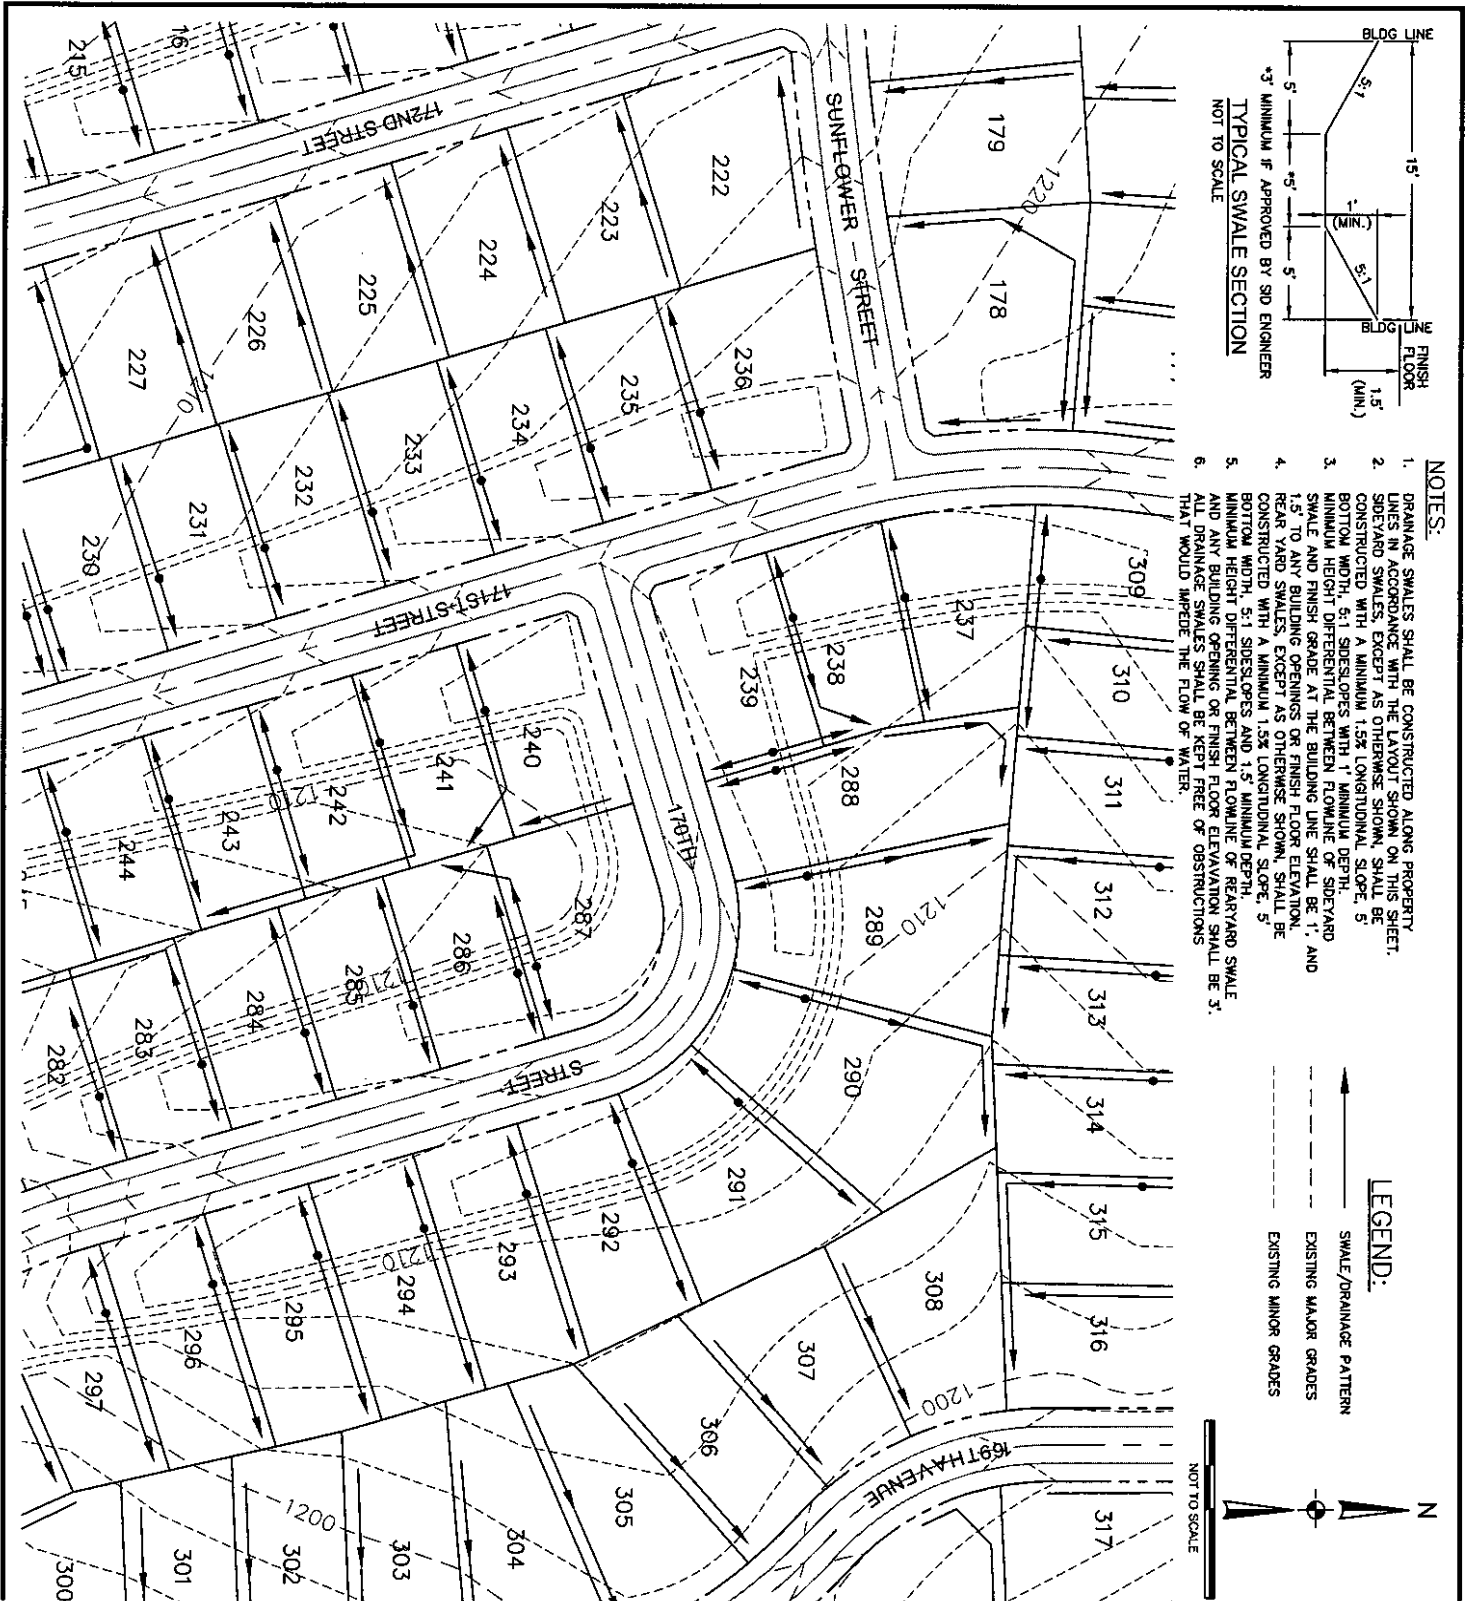 BLDG LINE
15'
BLDG LINE
FINISH
FLOOR
5:1
5:1
1'
(MIN.)
1.5'
(MIN.)
5'
*5'
5'
*3' MINIMUM IF APPROVED BY SID ENGINEER
TYPICAL SWALE SECTION
NOT TO SCALE
NOTES:
1. DRAINAGE SWALES SHALL BE CONSTRUCTED ALONG PROPERTY
LINES IN ACCORDANCE WITH THE LAYOUT SHOWN ON THIS SHEET.
2. SIDEYARD SWALES, EXCEPT AS OTHERWISE SHOWN, SHALL BE
CONSTRUCTED WITH A MINIMUM 1.5% LONGITUDINAL SLOPE, 5'
BOTTOM WIDTH, 5:1 SIDESLOPES WITH 1' MINIMUM DEPTH.
3. MINIMUM HEIGHT DIFFERENTIAL BETWEEN FLOWLINE OF SIDEYARD
SWALE AND FINISH GRADE AT THE BUILDING LINE SHALL BE 1', AND
1.5' TO ANY BUILDING OPENINGS OR FINISH FLOOR ELEVATION.
4. REAR YARD SWALES, EXCEPT AS OTHERWISE SHOWN, SHALL BE
CONSTRUCTED WITH A MINIMUM 1.5% LONGITUDINAL SLOPE, 5'
BOTTOM WIDTH, 5:1 SIDESLOPES AND 1.5' MINIMUM DEPTH.
5. MINIMUM HEIGHT DIFFERENTIAL BETWEEN FLOWLINE OF REARYARD SWALE
AND ANY BUILDING OPENING OR FINISH FLOOR ELEVAVATION SHALL BE 3'.
6. ALL DRAINAGE SWALES SHALL BE KEPT FREE OF OBSTRUCTIONS
THAT WOULD IMPEDE THE FLOW OF WATER.
LEGEND:
SWALE/DRAINAGE PATTERN
EXISTING MAJOR GRADES
EXISTING MINOR GRADES
N
NOT TO SCALE
179
1220
178
309
310
311
312
313
314
315
316
317
SUNFLOWER STREET
237
238
239
288
289
1210
290
291
308
307
306
1200
169TH AVENUE
222
236
235
223
234
224
233
225
232
226
231
1210
227
230
215
16
172ND STREET
171ST STREET
170TH
STREET
240
241
242
1210
243
244
287
286
285
1210
284
283
282
292
293
294
1210
295
296
297
305
304
303
302
1200
301
300